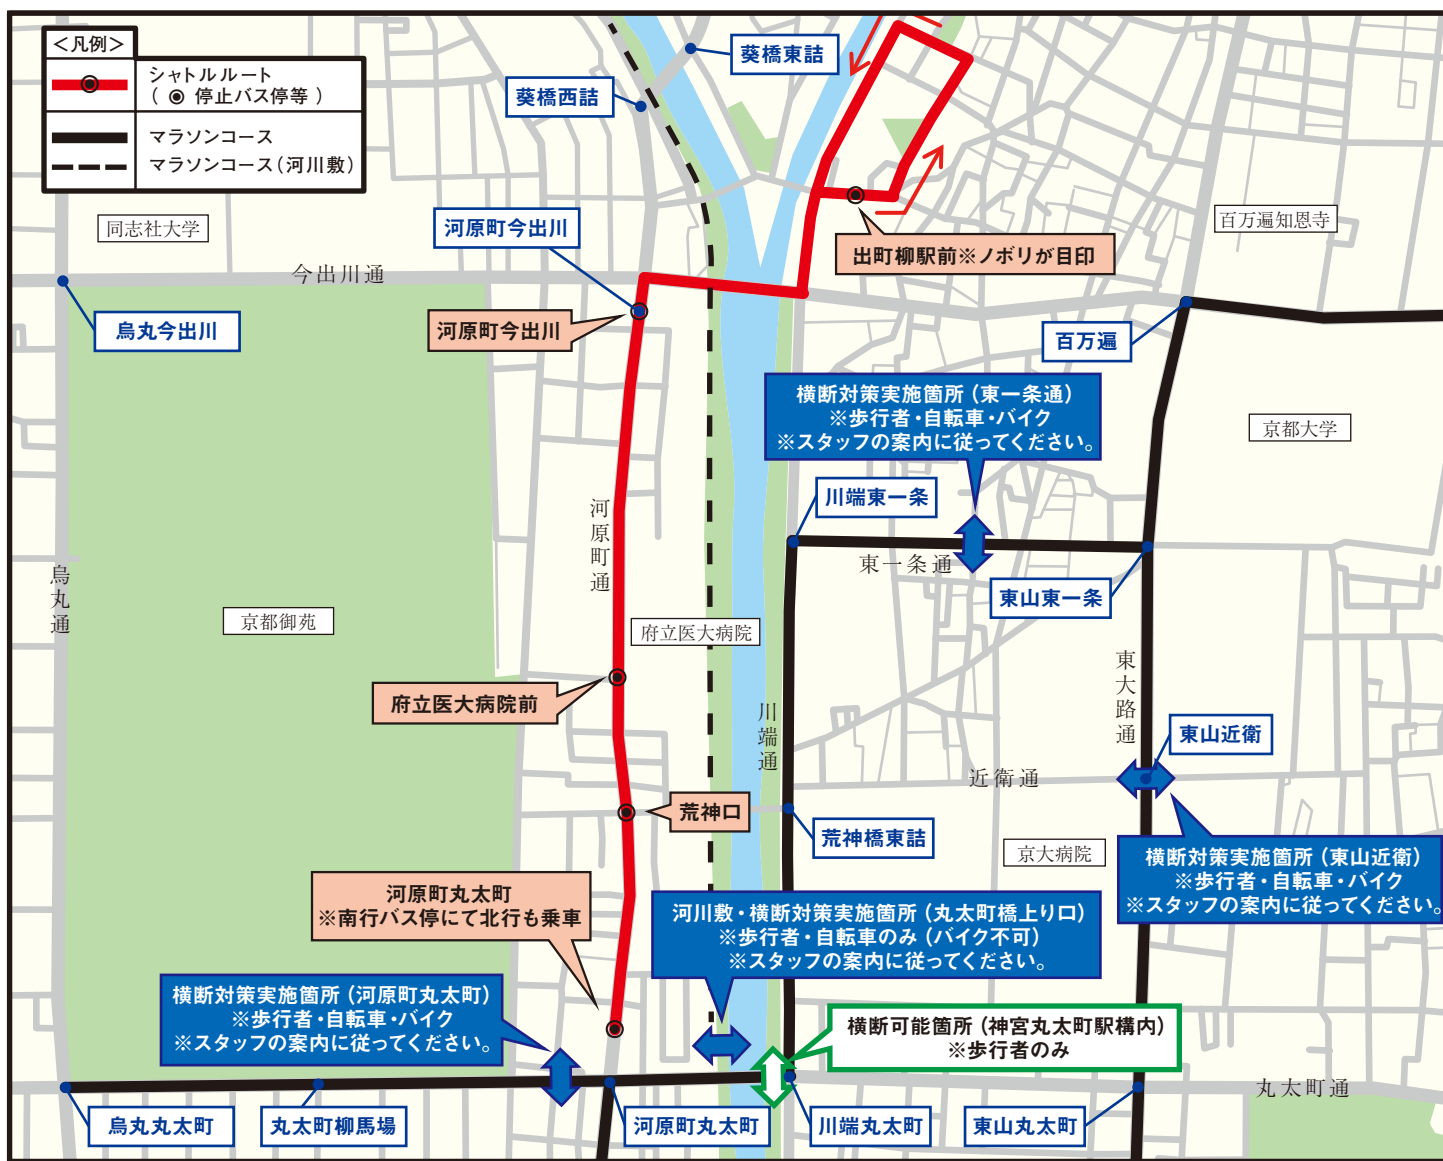 <凡例>
シャトルルート
(◉ 停止バス停等)
マラソンコース
マラソンコース(河川敷)
葵橋東詰
葵橋西詰
同志社大学
河原町今出川
百万遍知恩寺
出町柳駅前※ノボリが目印
今出川通
烏丸今出川
河原町今出川
百万遍
横断対策実施箇所(東一条通)
※歩行者・自転車・バイク
※スタッフの案内に従ってください。
京都大学
川端東一条
河原町通
東一条通
烏丸通
東山東一条
京都御苑
府立医大病院
東大路通
府立医大病院前
川端通
東山近衛
近衛通
荒神口
荒神橋東詰
京大病院
横断対策実施箇所(東山近衛)
※歩行者・自転車・バイク
※スタッフの案内に従ってください。
河原町丸太町
※南行バス停にて北行も乗車
河川敷・横断対策実施箇所(丸太町橋上り口)
※歩行者・自転車のみ(バイク不可)
※スタッフの案内に従ってください。
横断対策実施箇所(河原町丸太町)
※歩行者・自転車・バイク
※スタッフの案内に従ってください。
横断可能箇所(神宮丸太町駅構内)
※歩行者のみ
丸太町通
烏丸丸太町
丸太町柳馬場
河原町丸太町
川端丸太町
東山丸太町